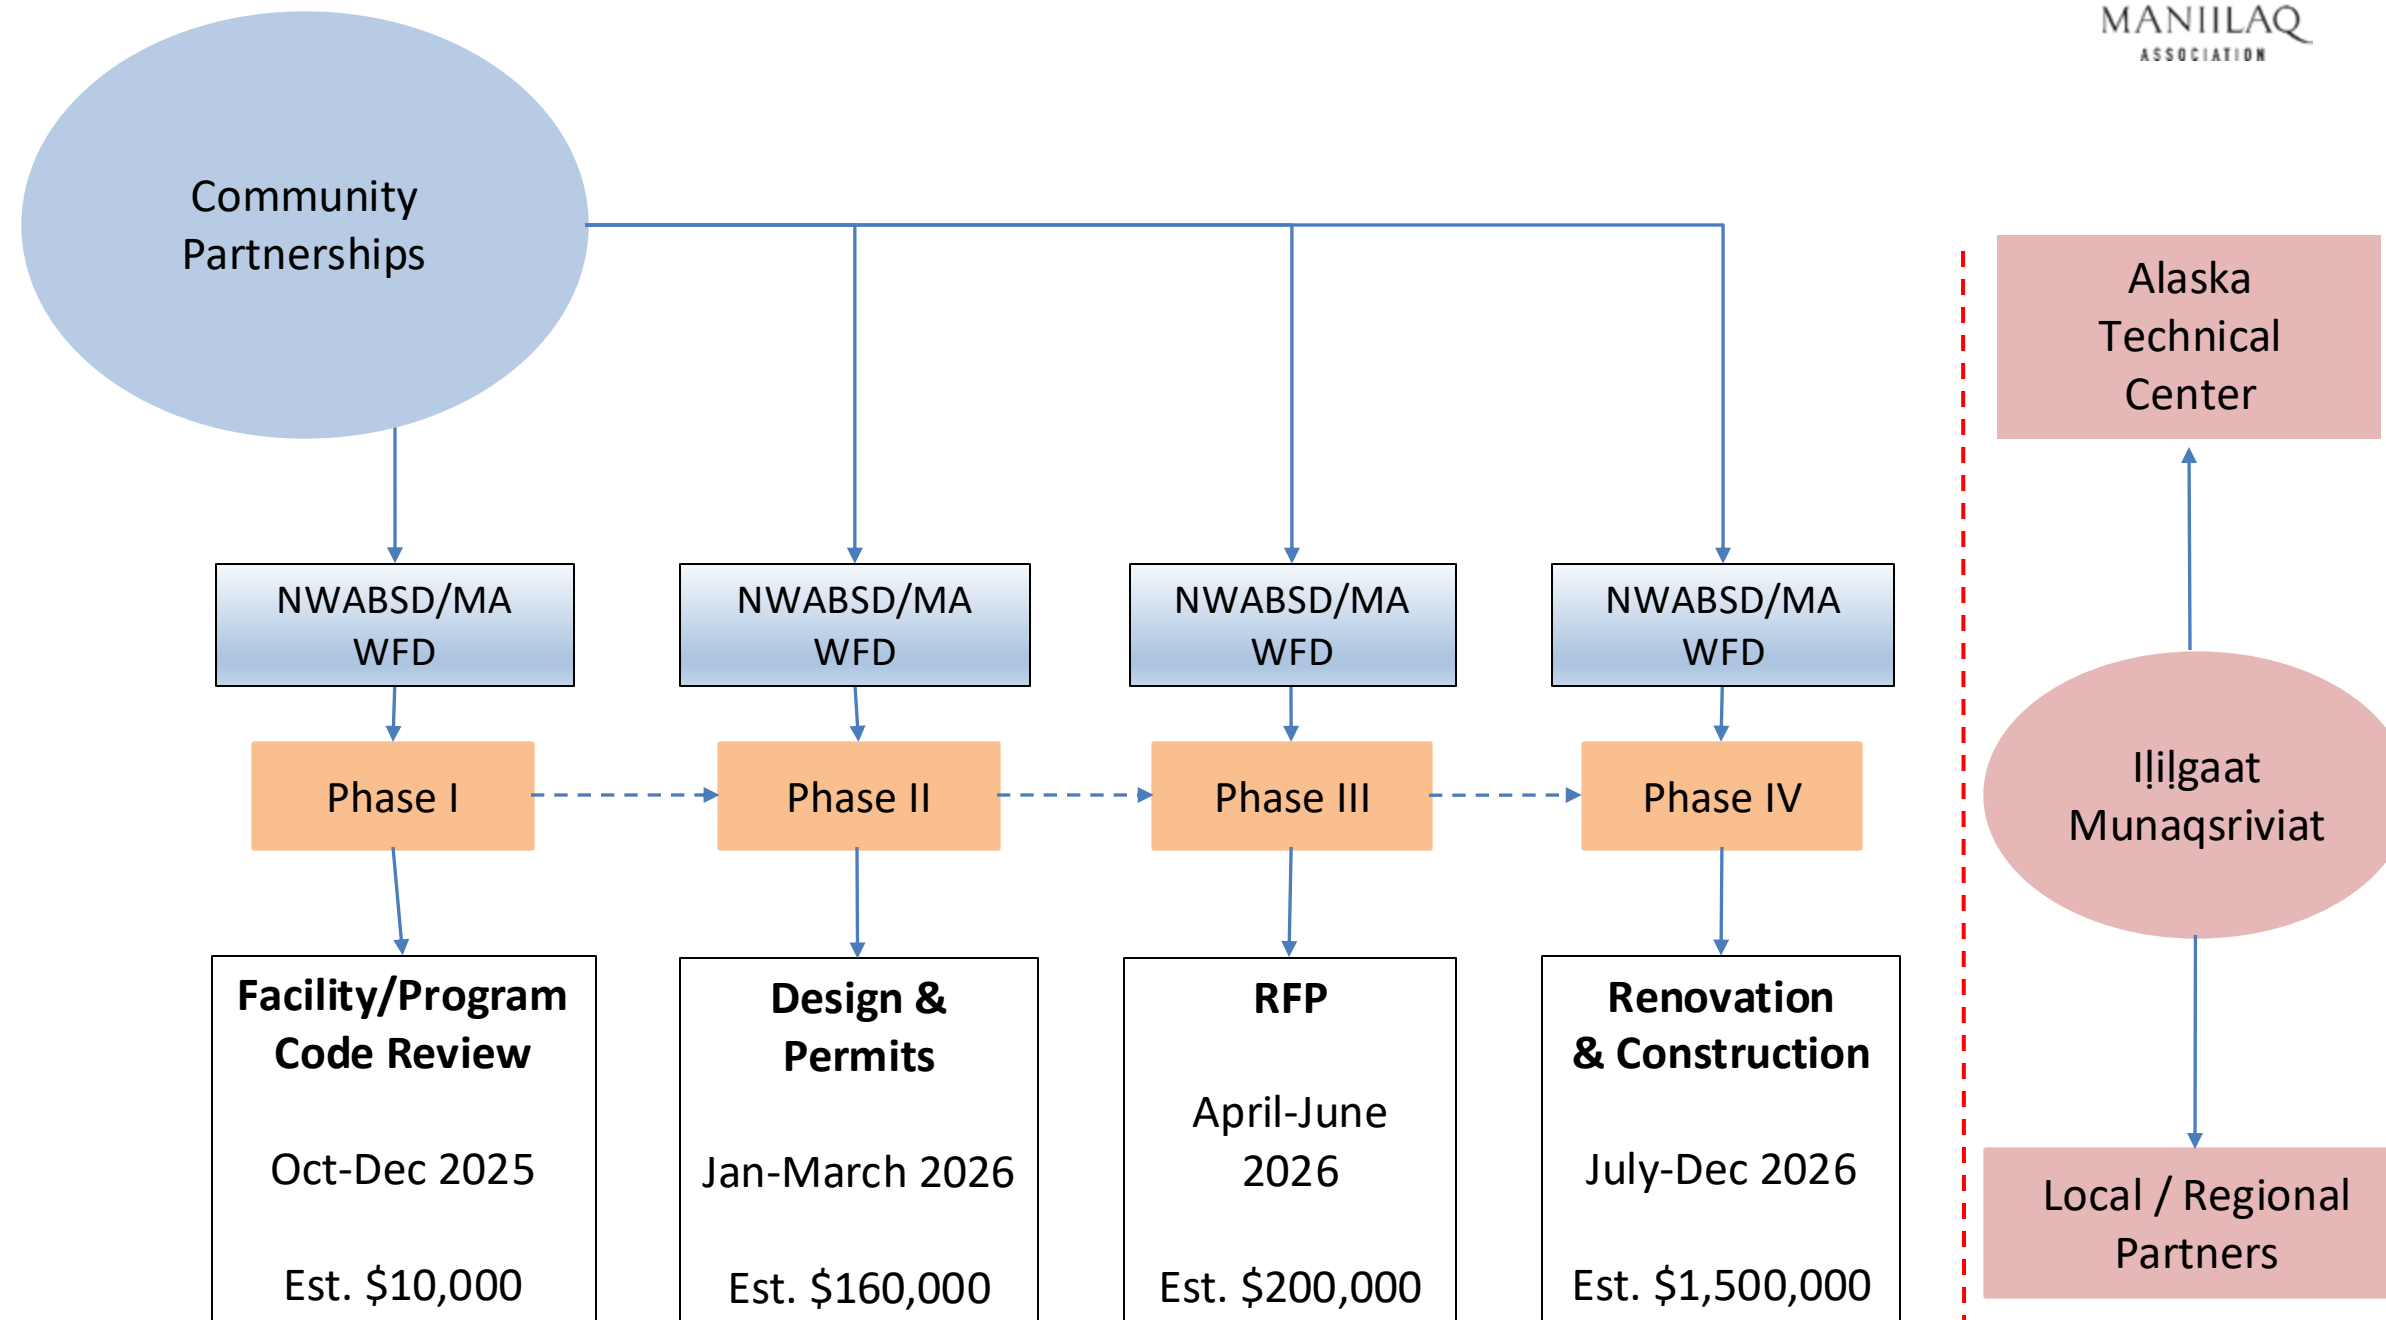 MANIILAQ
ASSOCIATION
Community
Partnerships
Alaska
Technical
Center
NWABSD/MA
WFD
NWABSD/MA
WFD
NWABSD/MA
WFD
NWABSD/MA
WFD
Phase I
Phase II
Phase III
Phase IV
Iḷiḷgaat
Munaqsriviat
Facility/Program
Code Review
Oct-Dec 2025
Est. $10,000
Design &
Permits
Jan-March 2026
Est. $160,000
RFP
April-June
2026
Est. $200,000
Renovation
& Construction
July-Dec 2026
Est. $1,500,000
Local / Regional
Partners